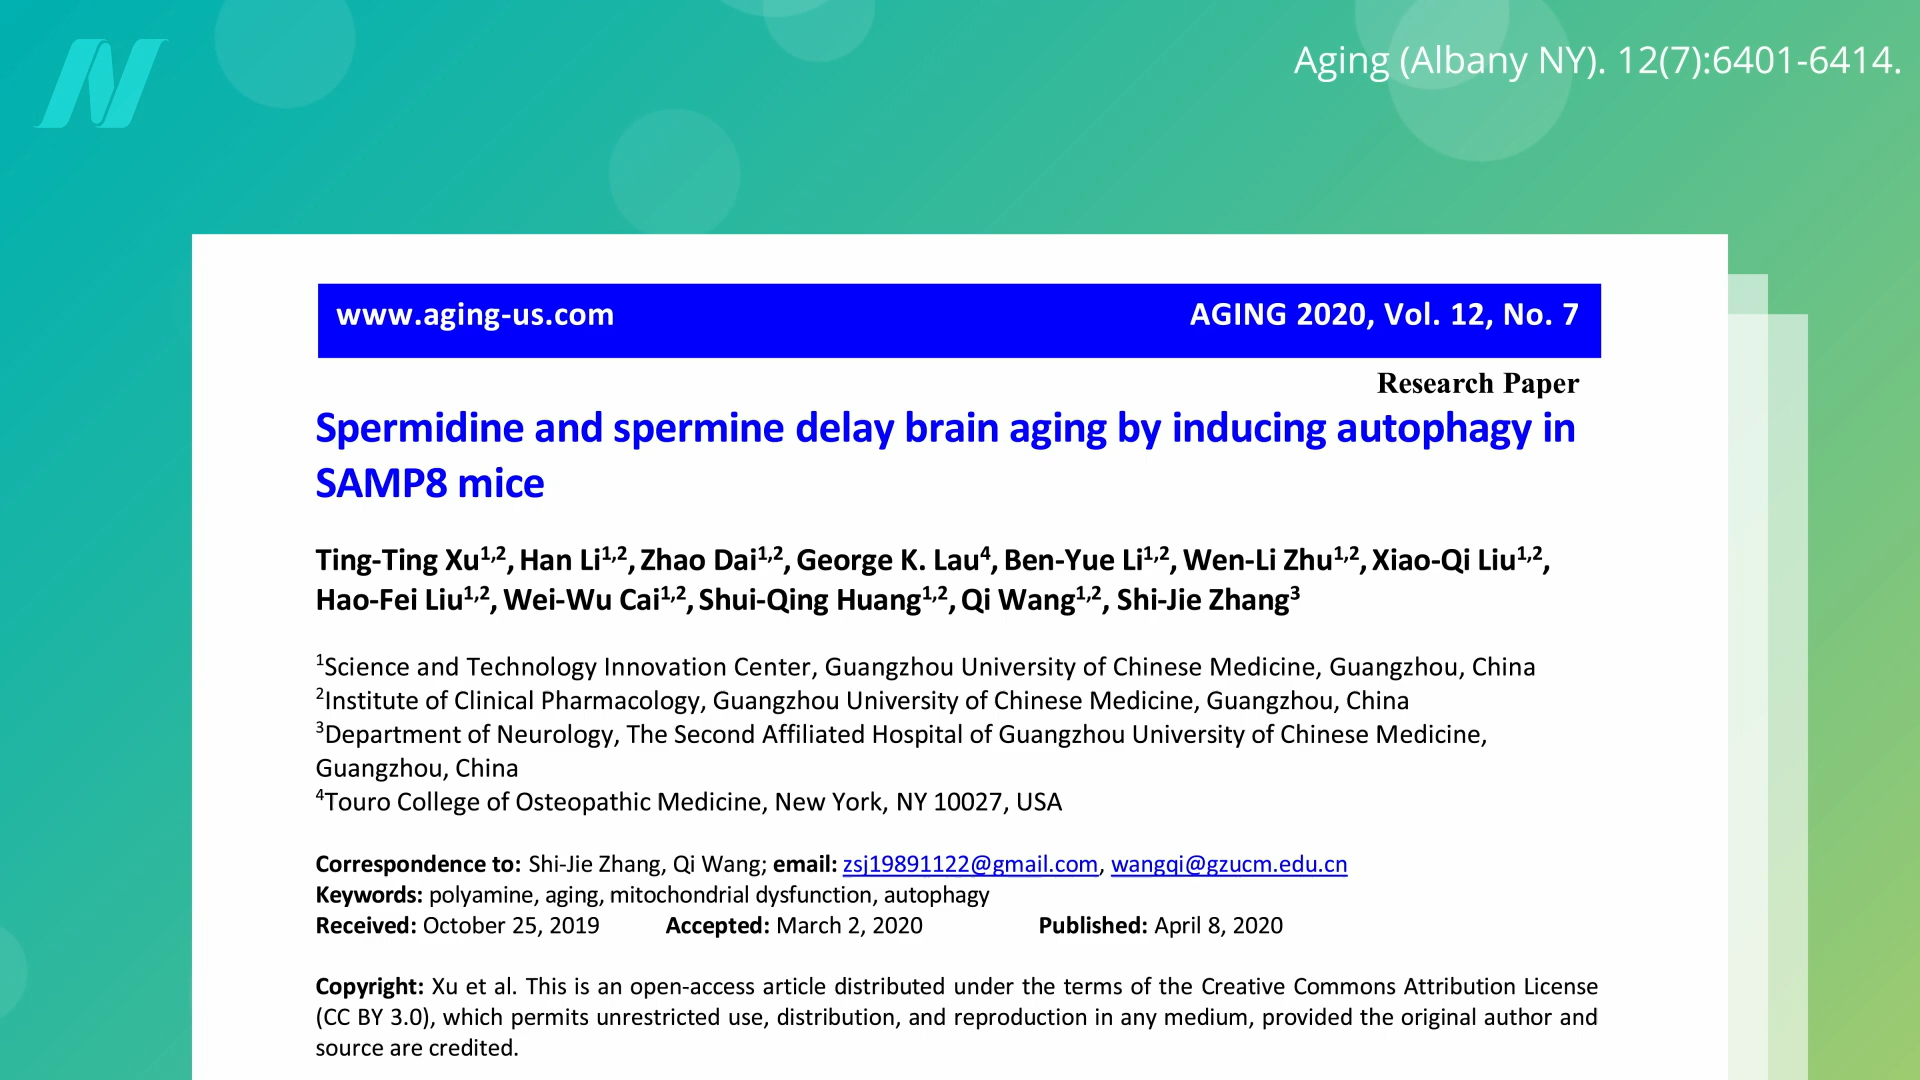 Aging (Albany NY). 12(7):6401-6414.
www.aging-us.com AGING 2020, Vol. 12, No. 7
Research Paper
Spermidine and spermine delay brain aging by inducing autophagy in
SAMP8 mice
Ting-Ting Xu1,2, Han Li1,2, Zhao Dai1,2, George K. Lau4, Ben-Yue Li1,2, Wen-Li Zhu1,2, Xiao-Qi Liu1,2,
Hao-Fei Liu1,2, Wei-Wu Cai1,2, Shui-Qing Huang1,2, Qi Wang1,2, Shi-Jie Zhang3
1Science and Technology Innovation Center, Guangzhou University of Chinese Medicine, Guangzhou, China
2Institute of Clinical Pharmacology, Guangzhou University of Chinese Medicine, Guangzhou, China
3Department of Neurology, The Second Affiliated Hospital of Guangzhou University of Chinese Medicine,
Guangzhou, China
4Touro College of Osteopathic Medicine, New York, NY 10027, USA
Correspondence to: Shi-Jie Zhang, Qi Wang; email: zsj19891122@gmail.com, wangqi@gzucm.edu.cn
Keywords: polyamine, aging, mitochondrial dysfunction, autophagy
Received: October 25, 2019 Accepted: March 2, 2020 Published: April 8, 2020
Copyright: Xu et al. This is an open-access article distributed under the terms of the Creative Commons Attribution License
(CC BY 3.0), which permits unrestricted use, distribution, and reproduction in any medium, provided the original author and
source are credited.